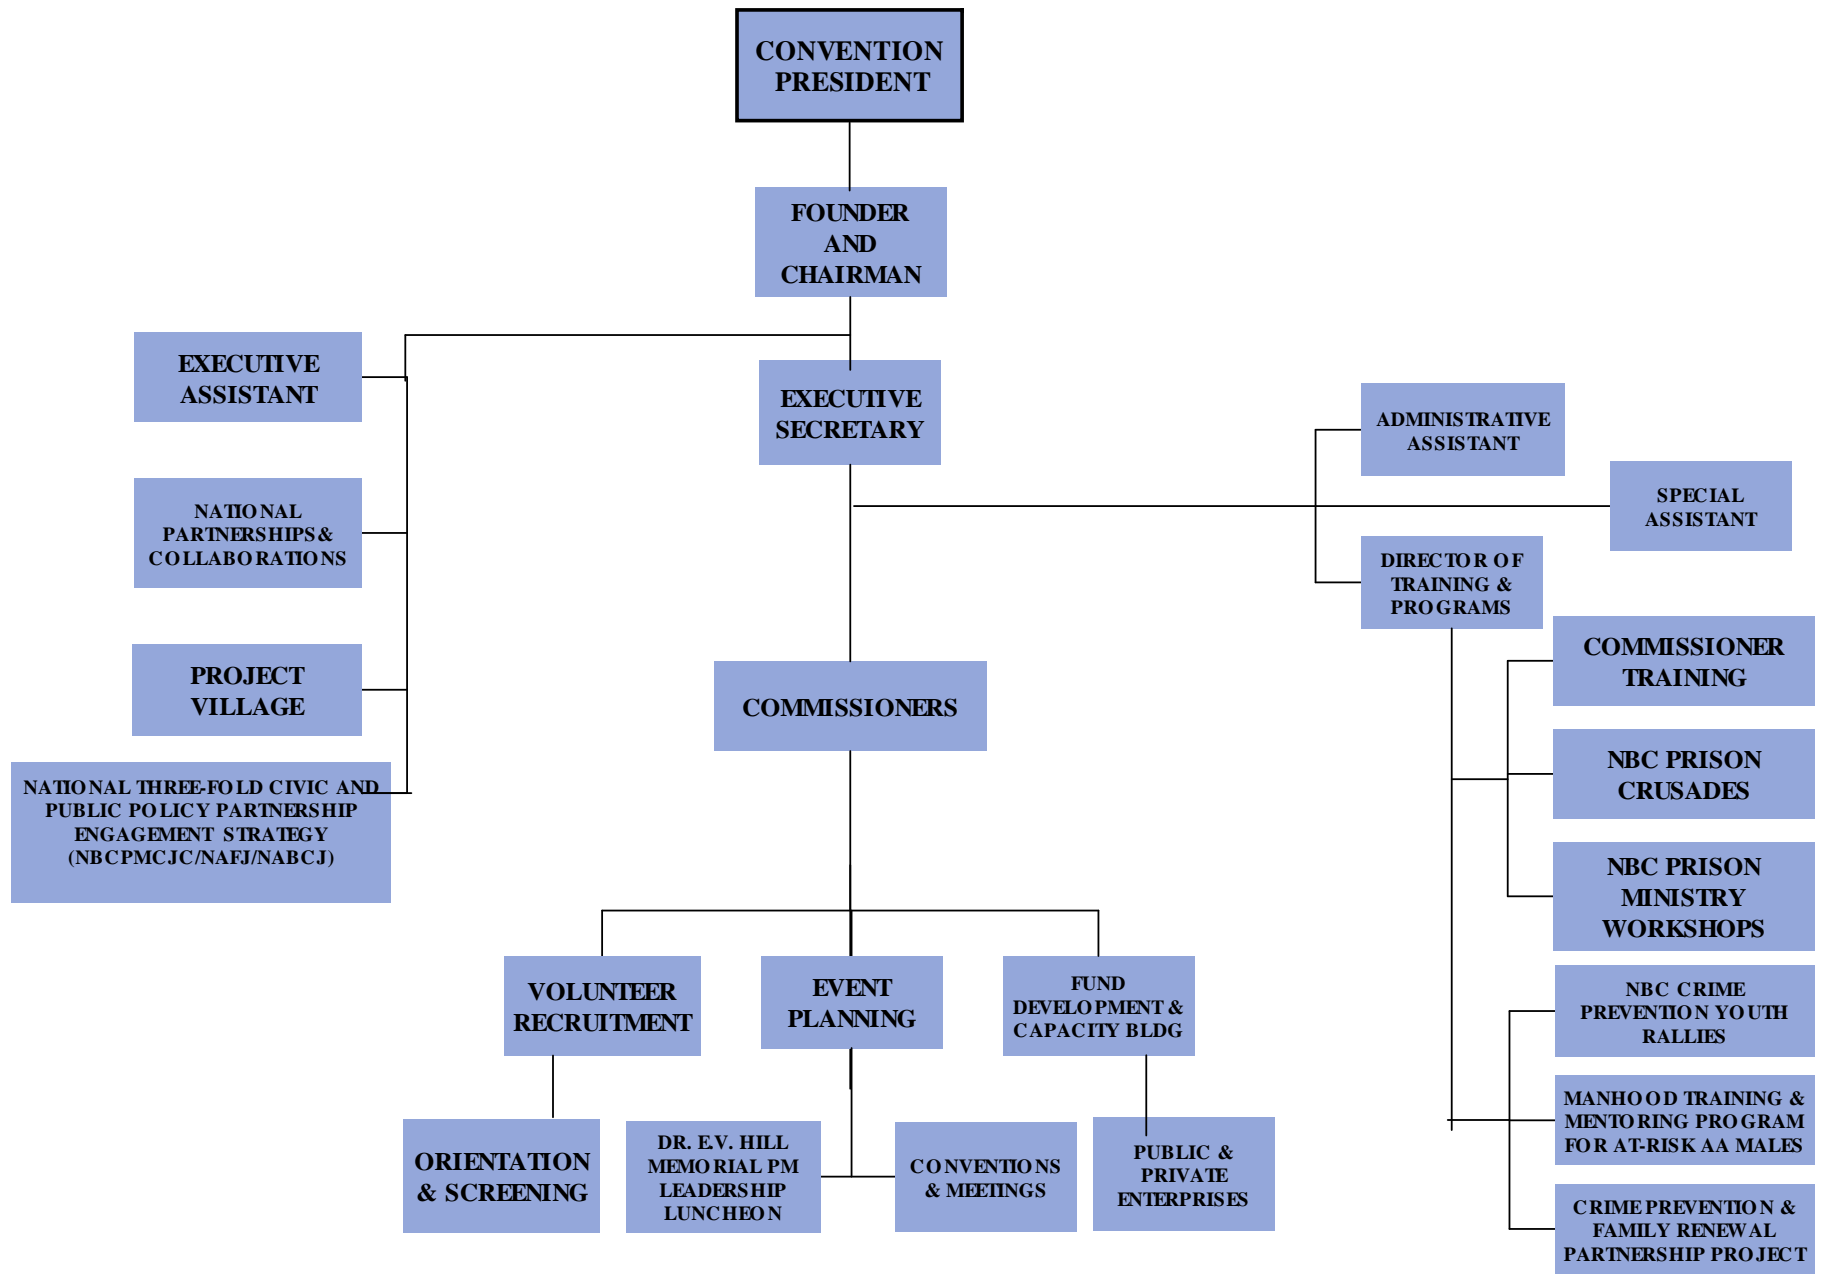 CONVENTION
PRESIDENT
FOUNDER
AND
CHAIRMAN
EXECUTIVE
ASSISTANT
EXECUTIVE
SECRETARY
ADMINISTRATIVE
ASSISTANT
SPECIAL
ASSISTANT
NATIONAL
PARTNERSHIPS &
COLLABORATIONS
DIRECTOR OF
TRAINING &
PROGRAMS
PROJECT
VILLAGE
COMMISSIONERS
COMMISSIONER
TRAINING
NATIONAL THREE-FOLD CIVIC AND
PUBLIC POLICY PARTNERSHIP
ENGAGEMENT STRATEGY
(NBCPMCJC/NAFJ/NABCJ)
NBC PRISON
CRUSADES
NBC PRISON
MINISTRY
WORKSHOPS
VOLUNTEER
RECRUITMENT
EVENT
PLANNING
FUND
DEVELOPMENT &
CAPACITY BLDG
NBC CRIME
PREVENTION YOUTH
RALLIES
MANHOOD TRAINING &
MENTORING PROGRAM
FOR AT-RISK AA MALES
ORIENTATION
& SCREENING
DR. E.V. HILL
MEMORIAL PM
LEADERSHIP
LUNCHEON
CONVENTIONS
& MEETINGS
PUBLIC &
PRIVATE
ENTERPRISES
CRIME PREVENTION &
FAMILY RENEWAL
PARTNERSHIP PROJECT